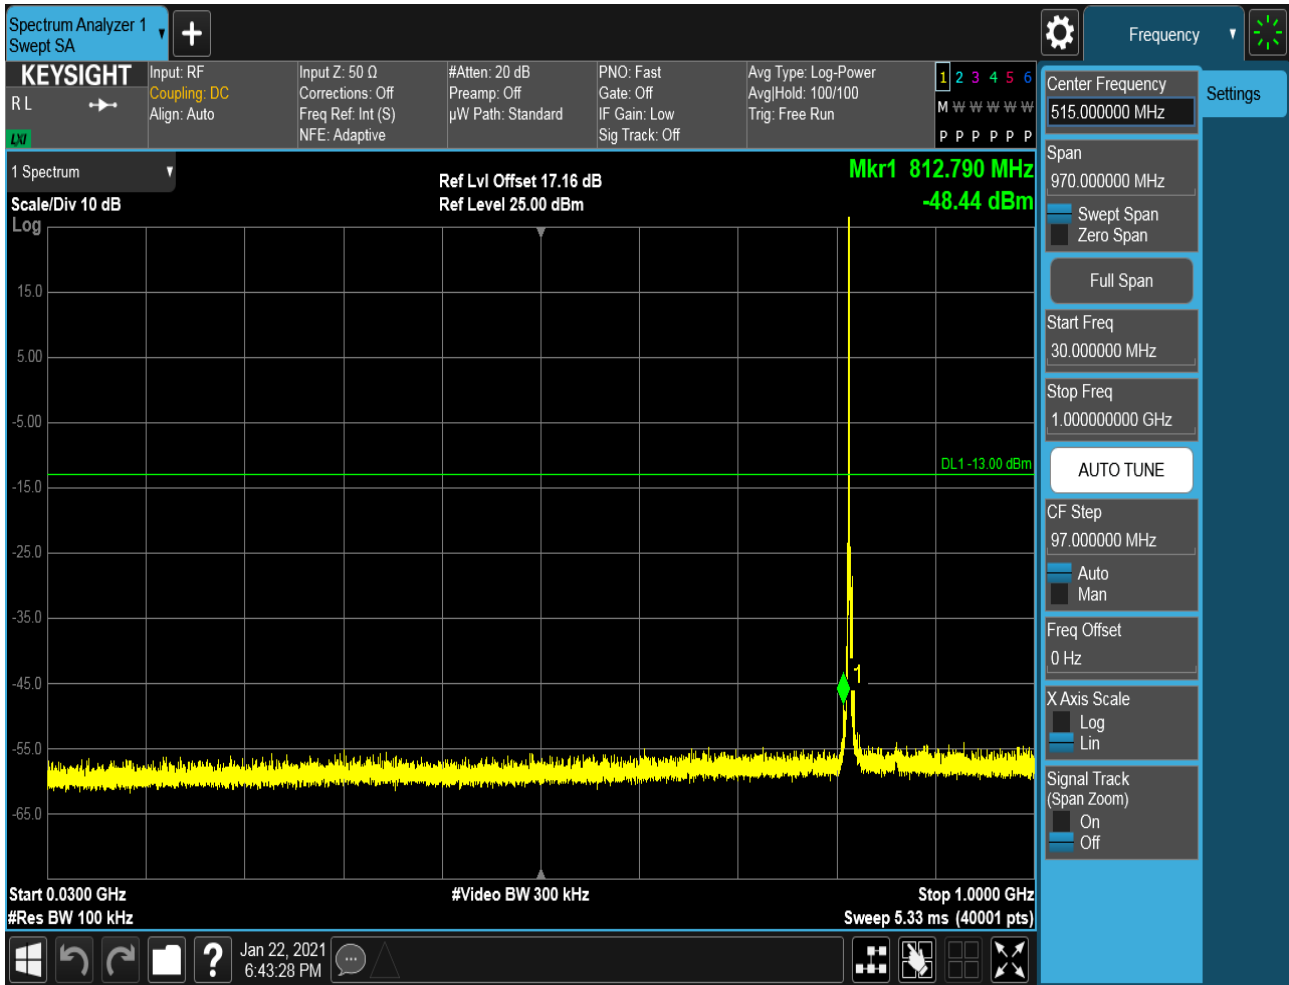 Spectrum Analyzer 1
Swept SA
Frequency
KEYSIGHT
R L
LXI
Input: RF
Coupling: DC
Align: Auto
Input Z: 50 Ω
Corrections: Off
Freq Ref: Int (S)
NFE: Adaptive
#Atten: 20 dB
Preamp: Off
µW Path: Standard
PNO: Fast
Gate: Off
IF Gain: Low
Sig Track: Off
Avg Type: Log-Power
Avg|Hold: 100/100
Trig: Free Run
1 2 3 4 5 6
M W W W W W
P P P P P P
1 Spectrum
Scale/Div 10 dB
Log
Ref Lvl Offset 17.16 dB
Ref Level 25.00 dBm
Mkr1 812.790 MHz
-48.44 dBm
15.0
5.00
-5.00
DL1 -13.00 dBm
-15.0
-25.0
-35.0
1
-45.0
-55.0
-65.0
Start 0.0300 GHz
#Video BW 300 kHz
Stop 1.0000 GHz
#Res BW 100 kHz
Sweep 5.33 ms (40001 pts)
?
Jan 22, 2021
6:43:28 PM
Center Frequency
515.000000 MHz
Settings
Span
970.000000 MHz
Swept Span
Zero Span
Full Span
Start Freq
30.000000 MHz
Stop Freq
1.000000000 GHz
AUTO TUNE
CF Step
97.000000 MHz
Auto
Man
Freq Offset
0 Hz
X Axis Scale
Log
Lin
Signal Track
(Span Zoom)
On
Off